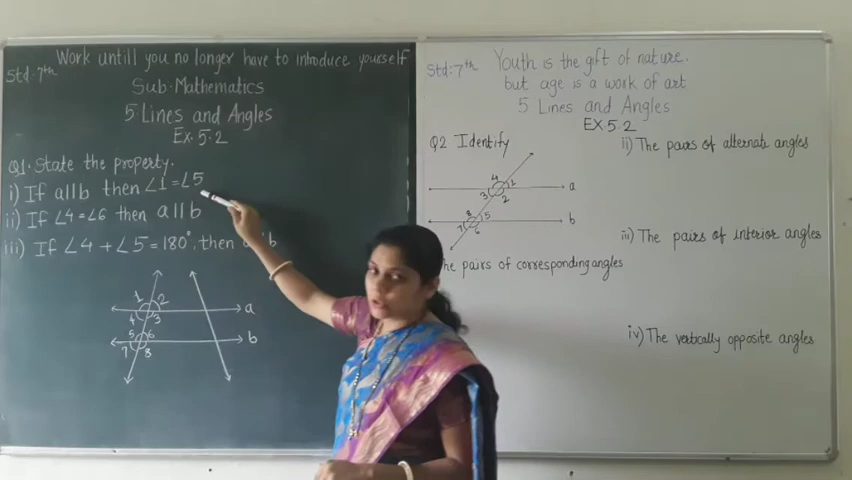 Work untill you no longer have to introduce yourself
Std:7th
Sub: Mathematics
5 Lines and Angles
Ex. 5.2
Q1. State the property.
i) If a||b then ∠1 = ∠5
ii) If ∠4 = ∠6 then a||b
iii) If ∠4 + ∠5 = 180°, then b
1 2
4 3
a
5 6
7 8
b
Std:7th
Youth is the gift of nature.
but age is a work of art
5 Lines and Angles
EX. 5.2
Q2 Identify
4 1
3 2
a
8 5
7 6
b
he pairs of corresponding angles
ii) The pairs of alternate angles
iii) The pairs of interior angles
iv) The vertically opposite angles